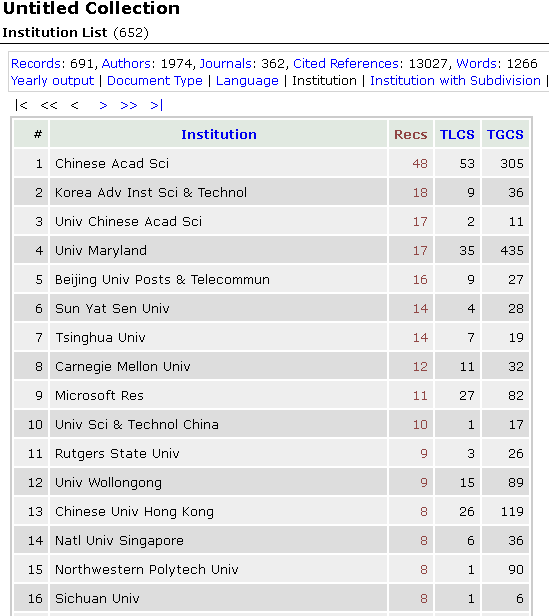 Untitled Collection
Institution List (652)
Records: 691, Authors: 1974, Journals: 362, Cited References: 13027, Words: 1266
Yearly output | Document Type | Language | Institution | Institution with Subdivision |
|< << < > >> >|
# Institution Recs TLCS TGCS
1 Chinese Acad Sci 48 53 305
2 Korea Adv Inst Sci & Technol 18 9 36
3 Univ Chinese Acad Sci 17 2 11
4 Univ Maryland 17 35 435
5 Beijing Univ Posts & Telecommun 16 9 27
6 Sun Yat Sen Univ 14 4 28
7 Tsinghua Univ 14 7 19
8 Carnegie Mellon Univ 12 11 32
9 Microsoft Res 11 27 82
10 Univ Sci & Technol China 10 1 17
11 Rutgers State Univ 9 3 26
12 Univ Wollongong 9 15 89
13 Chinese Univ Hong Kong 8 26 119
14 Natl Univ Singapore 8 6 36
15 Northwestern Polytech Univ 8 1 90
16 Sichuan Univ 8 1 6